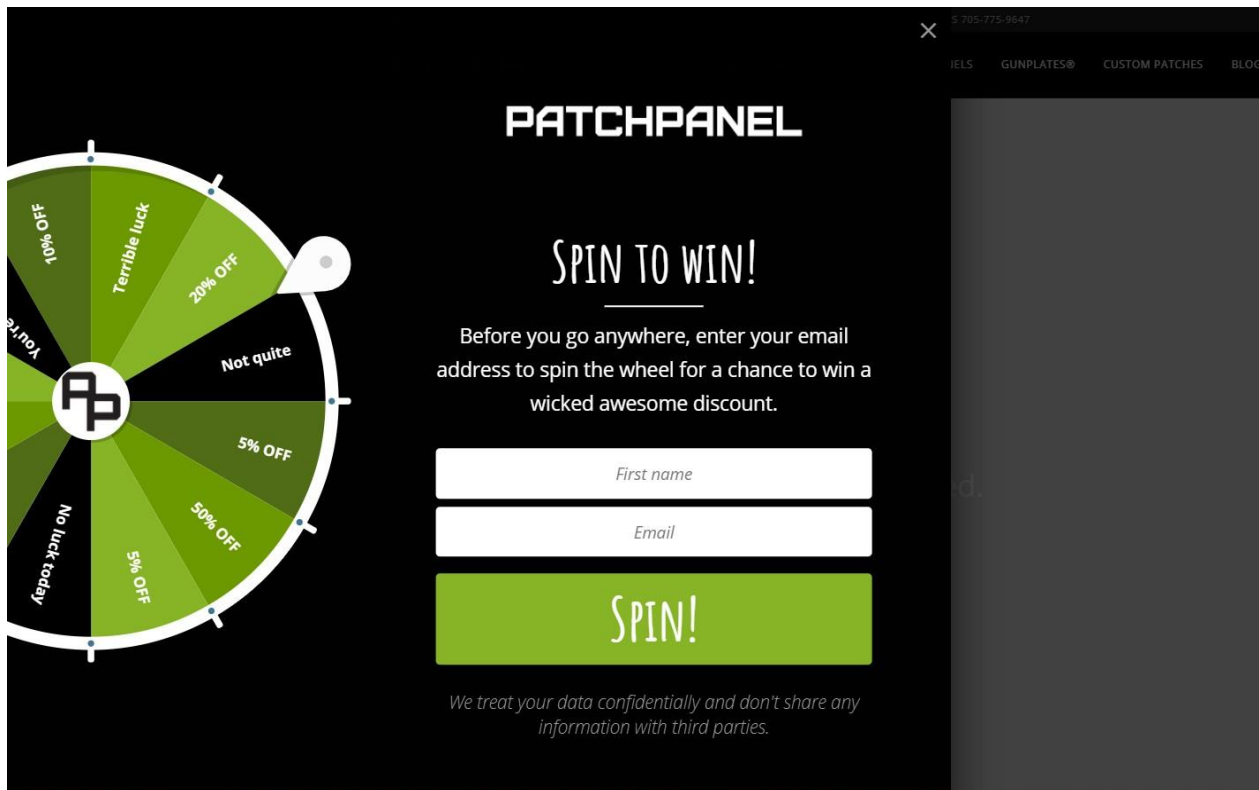 5 705-775-9647
×
GUNPLATES®
CUSTOM PATCHES
PATCHPANEL
10% OFF
Terrible luck
20% OFF
Not quite
5% OFF
50% OFF
5% OFF
No luck today
You're
AP
SPIN TO WIN!
Before you go anywhere, enter your email
address to spin the wheel for a chance to win a
wicked awesome discount.
First name
Email
SPIN!
We treat your data confidentially and don't share any
information with third parties.